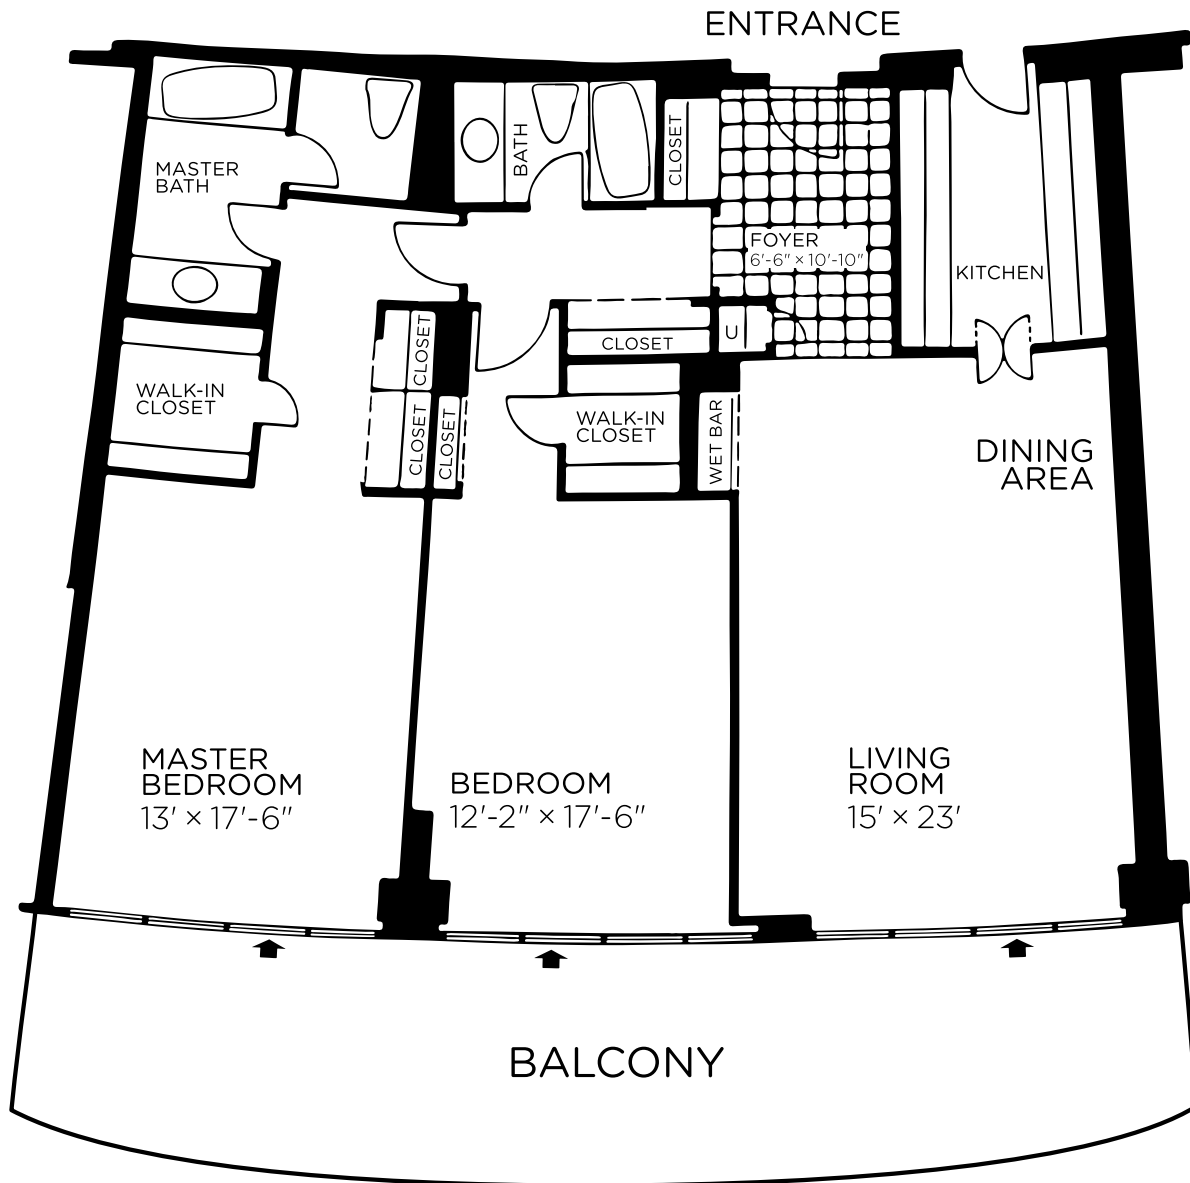 ENTRANCE
MASTER
BATH
BATH
CLOSET
FOYER
6'-6" × 10'-10"
KITCHEN
U
CLOSET
CLOSET
WALK-IN
CLOSET
CLOSET
CLOSET
WALK-IN
CLOSET
WET BAR
DINING
AREA
MASTER
BEDROOM
13' × 17'-6"
BEDROOM
12'-2" × 17'-6"
LIVING
ROOM
15' × 23'
BALCONY